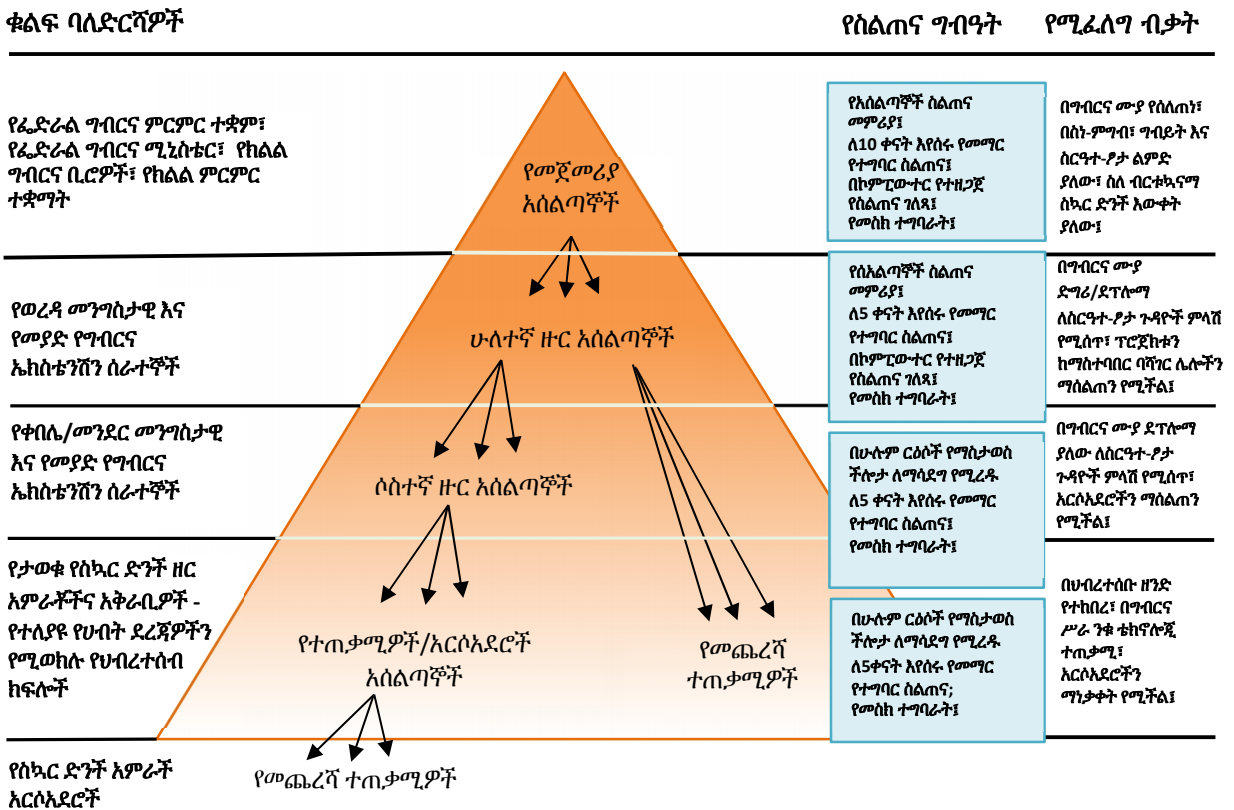 ቁልፍ ባለድርሻዎች
የስልጠና ግብዓት
የሚፈለግ ብቃት
የፌድራል ግብርና ምርምር ተቋም፣
የፌድራል ግብርና ሚኒስቴር፣ የክልል
ግብርና ቢሮዎች፣ የክልል ምርምር
ተቋማት
የመጀመሪያ
አሰልጣኞች
የአሰልጣኞች ስልጠና
መምሪያ፤
ለ10 ቀናት እየሰሩ የመማር
የተግባር ስልጠና፤
በኮምፒውተር የተዘጋጀ
የስልጠና ገለጻ፤
የመስክ ተግባራት፤
በግብርና ሙያ የሰለጠነ፣
በስነ-ምግብ፣ ግብይት እና
ስርዓተ-ፆታ ልምድ
ያለው፣ ስለ ብርቱኳናማ
ስኳር ድንች እውቀት
ያለው፤
የወረዳ መንግስታዊ እና
የመያድ የግብርና
ኤክስቴንሽን ሰራተኞች
ሁለተኛ ዙር አሰልጣኞች
የሰአልጣኞች ስልጠና
መምሪያ፤
ለ5 ቀናት እየሰሩ የመማር
የተግባር ስልጠና፤
በኮምፒውተር የተዘጋጀ
የስልጠና ገለጻ፤
የመስክ ተግባራት፤
በግብርና ሙያ
ድግሪ/ደፕሎማ
ለስርዓተ-ፆታ ጉዳዮች ምላሽ
የሚሰጥ፣ ፕሮጀክቱን
ከማስተባበር ባሻገር ሌሎችን
ማሰልጠን የሚችል፤
የቀበሌ/መንደር መንግስታዊ
እና የመያድ የግብርና
ኤክስቴንሽን ሰራተኞች
ሶስተኛ ዙር አሰልጣኞች
በሁሉም ርዕሶች የማስታወስ
ችሎታ ለማሳደግ የሚረዱ
ለ5 ቀናት እየሰሩ የመማር
የተግባር ስልጠና፤
የመስክ ተግባራት፤
በግብርና ሙያ ደፕሎማ
ያለው ለስርዓተ-ፆታ
ጉዳዮች ምላሽ የሚሰጥ፣
አርሶአደሮችን ማሰልጠን
የሚችል፤
የታወቁ የስኳር ድንች ዘር
አምራቾችና አቅራቢዎች -
የተለያዩ የሀብት ደረጃዎችን
የሚወክሉ የህብረተሰብ
ክፍሎች
የተጠቃሚዎች/አርሶአደሮች
አሰልጣኞች
የመጨረሻ
ተጠቃሚዎች
በሁሉም ርዕሶች የማስታወስ
ችሎታ ለማሳደግ የሚረዱ
ለ5ቀናት እየሰሩ የመማር
የተግባር ስልጠና;
የመስክ ተግባራት፤
በህብረተሰቡ ዘንድ
የተከበረ፣ በግብርና
ሥራ ንቁ ቴክኖሎጂ
ተጠቃሚ፣
አርሶአደሮችን
ማነቃቀት የሚችል፤
የስኳር ድንች አምራች
አርሶአደሮች
የመጨረሻ ተጠቃሚዎች